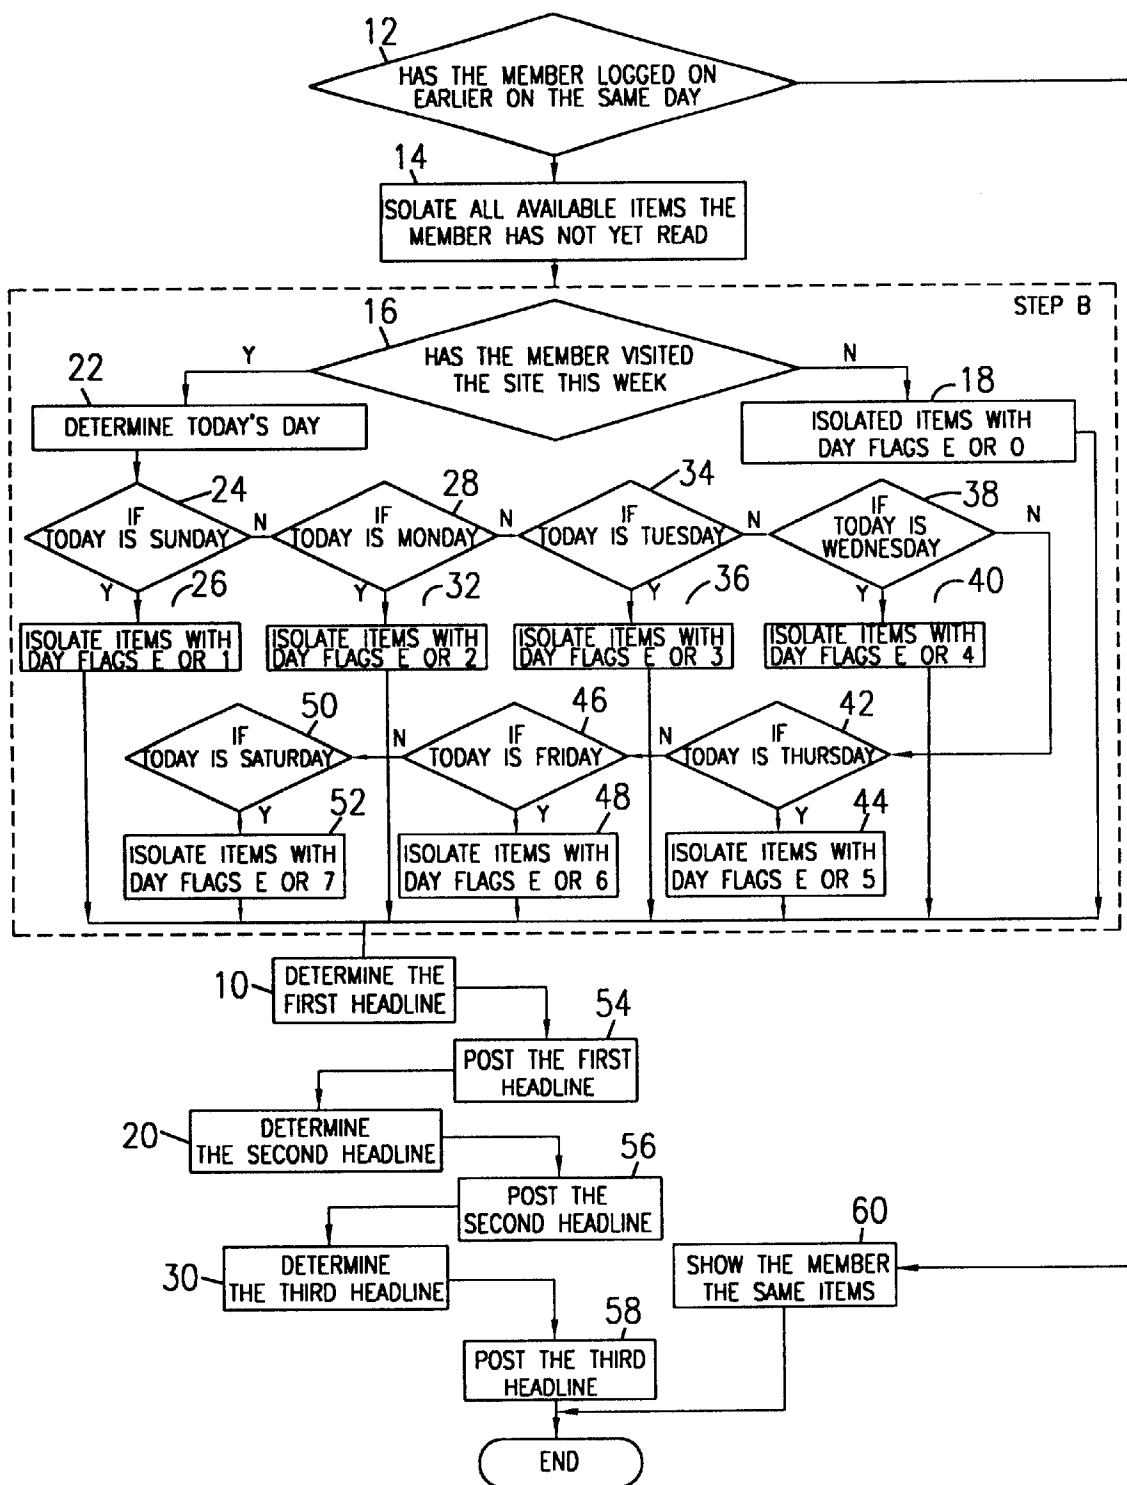 12
HAS THE MEMBER LOGGED ON
EARLIER ON THE SAME DAY
14
ISOLATE ALL AVAILABLE ITEMS THE
MEMBER HAS NOT YET READ
STEP B
16
HAS THE MEMBER VISITED
THE SITE THIS WEEK
Y
N
22
DETERMINE TODAY'S DAY
18
ISOLATED ITEMS WITH
DAY FLAGS E OR 0
24
IF
TODAY IS SUNDAY
N
Y
28
IF
TODAY IS MONDAY
N
Y
34
IF
TODAY IS TUESDAY
N
Y
38
IF
TODAY IS
WEDNESDAY
N
Y
26
ISOLATE ITEMS WITH
DAY FLAGS E OR 1
32
ISOLATE ITEMS WITH
DAY FLAGS E OR 2
36
ISOLATE ITEMS WITH
DAY FLAGS E OR 3
40
ISOLATE ITEMS WITH
DAY FLAGS E OR 4
50
IF
TODAY IS SATURDAY
Y
N
46
IF
TODAY IS FRIDAY
Y
N
42
IF
TODAY IS THURSDAY
Y
52
ISOLATE ITEMS WITH
DAY FLAGS E OR 7
48
ISOLATE ITEMS WITH
DAY FLAGS E OR 6
44
ISOLATE ITEMS WITH
DAY FLAGS E OR 5
10
DETERMINE THE
FIRST HEADLINE
54
POST THE FIRST
HEADLINE
20
DETERMINE
THE SECOND HEADLINE
56
POST THE
SECOND HEADLINE
30
DETERMINE
THE THIRD HEADLINE
60
SHOW THE MEMBER
THE SAME ITEMS
58
POST THE THIRD
HEADLINE
END